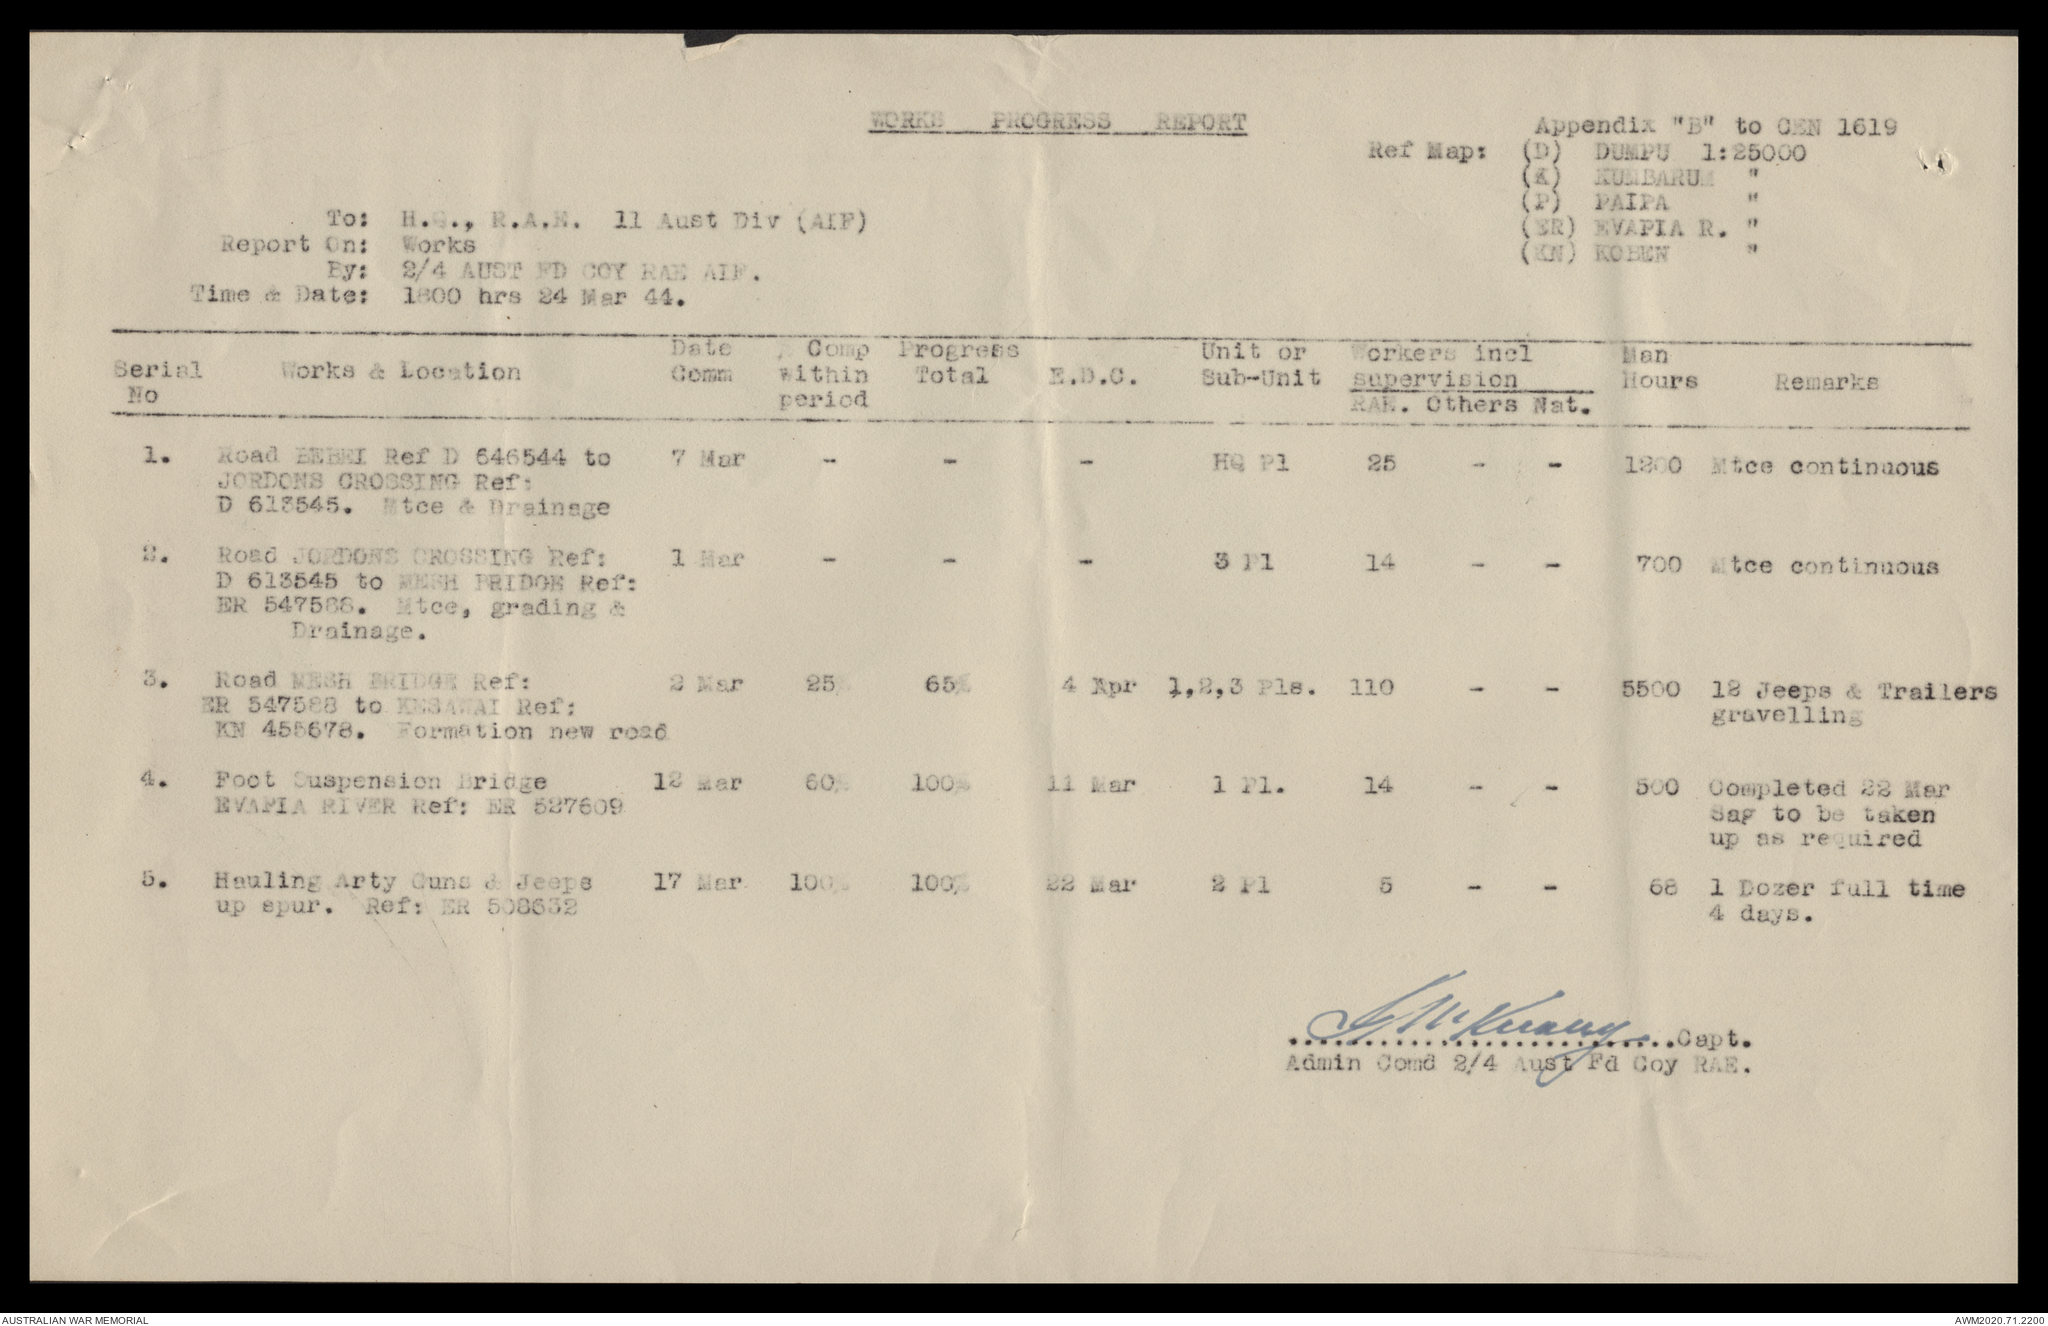 WORKS PROGRESS REPORT
Appendix "B" to GEN 1619
Ref Map: (D) DUMPU 1:25000
(K) KUMBARUM "
(P) PAIPA "
(ER) EVAPIA R. "
(KN) KOBEN "
To: H.Q., R.A.E. 11 Aust Div (AIF)
Report On: Works
By: 2/4 AUST FD COY RAE AIF.
Time & Date: 1800 hrs 24 Mar 44.
Serial No Works & Location Date Comm % Comp within period Progress Total E.D.C. Unit or Sub-Unit Workers incl supervision RAE. Others Nat. Man Hours Remarks
1. Road BEBEI Ref D 646544 to 7 Mar - - - HQ Pl 25 - - 1200 Mtce continuous
JORDONS CROSSING Ref:
D 613545. Mtce & Drainage
2. Road JORDONS CROSSING Ref: 1 Mar - - - 3 Pl 14 - - 700 Mtce continuous
D 613545 to MESH BRIDGE Ref:
ER 547588. Mtce, grading &
Drainage.
3. Road MESH BRIDGE Ref: 2 Mar 25% 65% 4 Apr 1,2,3 Pls. 110 - - 5500 12 Jeeps & Trailers
ER 547588 to KESAWAI Ref: gravelling
KN 455678. Formation new road
4. Foot Suspension Bridge 12 Mar 60% 100% 11 Mar 1 Pl. 14 - - 500 Completed 22 Mar
EVAPIA RIVER Ref: ER 527609 Sag to be taken
up as required
5. Hauling Arty Guns & Jeeps 17 Mar 100% 100% 22 Mar 2 Pl 5 - - 68 1 Dozer full time
up spur. Ref: ER 508632 4 days.
Capt.
Admin Comd 2/4 Aust Fd Coy RAE.
AUSTRALIAN WAR MEMORIAL
AWM2020.71.2200